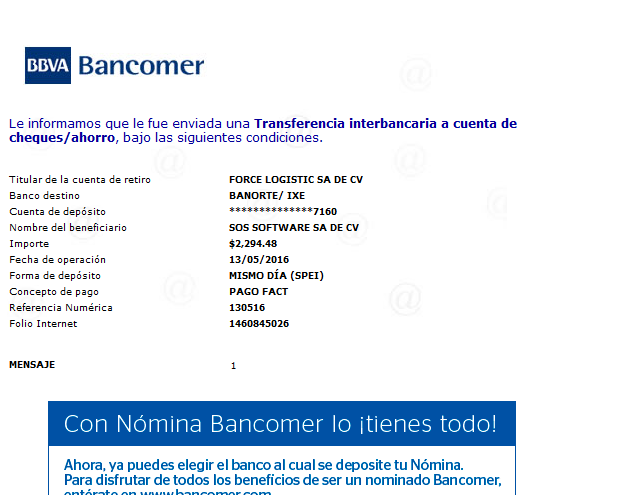 BBVA Bancomer
Le informamos que le fue enviada una Transferencia interbancaria a cuenta de
cheques/ahorro, bajo las siguientes condiciones.
Titular de la cuenta de retiro FORCE LOGISTIC SA DE CV
Banco destino BANORTE/ IXE
Cuenta de depósito **************7160
Nombre del beneficiario SOS SOFTWARE SA DE CV
Importe $2,294.48
Fecha de operación 13/05/2016
Forma de depósito MISMO DÍA (SPEI)
Concepto de pago PAGO FACT
Referencia Numérica 130516
Folio Internet 1460845026
MENSAJE 1
Con Nómina Bancomer lo ¡tienes todo!
Ahora, ya puedes elegir el banco al cual se deposite tu Nómina.
Para disfrutar de todos los beneficios de ser un nominado Bancomer,
entérate en www.bancomer.com